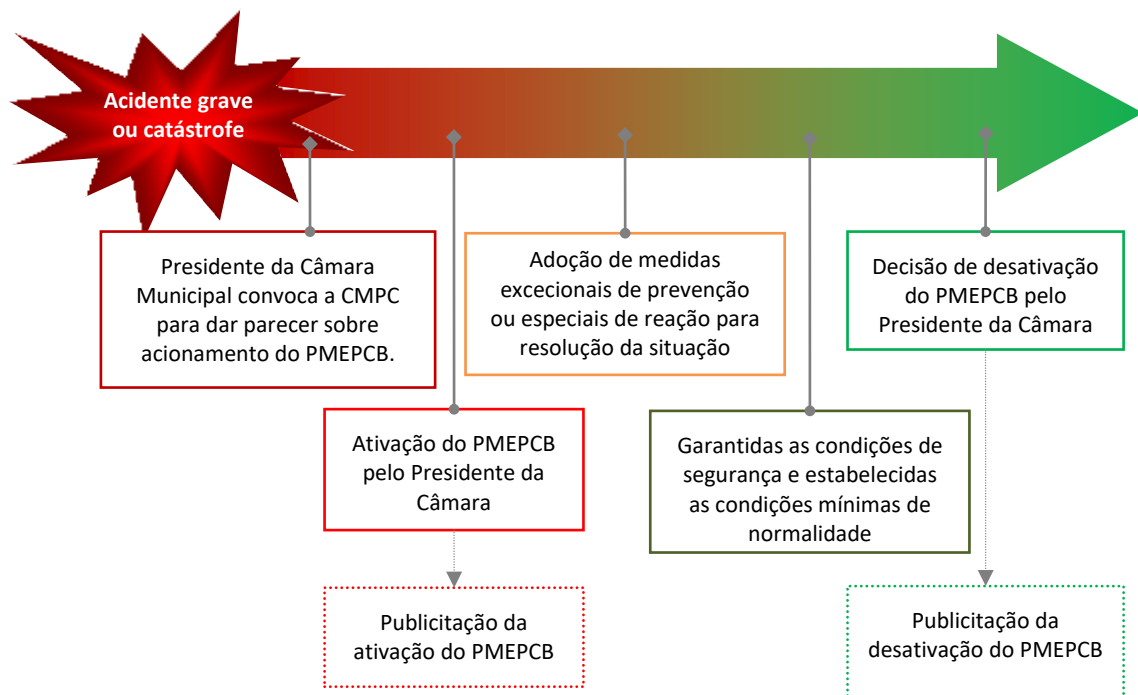 Acidente grave
ou catástrofe
Presidente da Câmara
Municipal convoca a CMPC
para dar parecer sobre
acionamento do PMEPCB.
Ativação do PMEPCB
pelo Presidente da
Câmara
Publicitação da
ativação do PMEPCB
Adoção de medidas
excecionais de prevenção
ou especiais de reação para
resolução da situação
Garantidas as condições de
segurança e estabelecidas
as condições mínimas de
normalidade
Decisão de desativação
do PMEPCB pelo
Presidente da Câmara
Publicitação da
desativação do PMEPCB